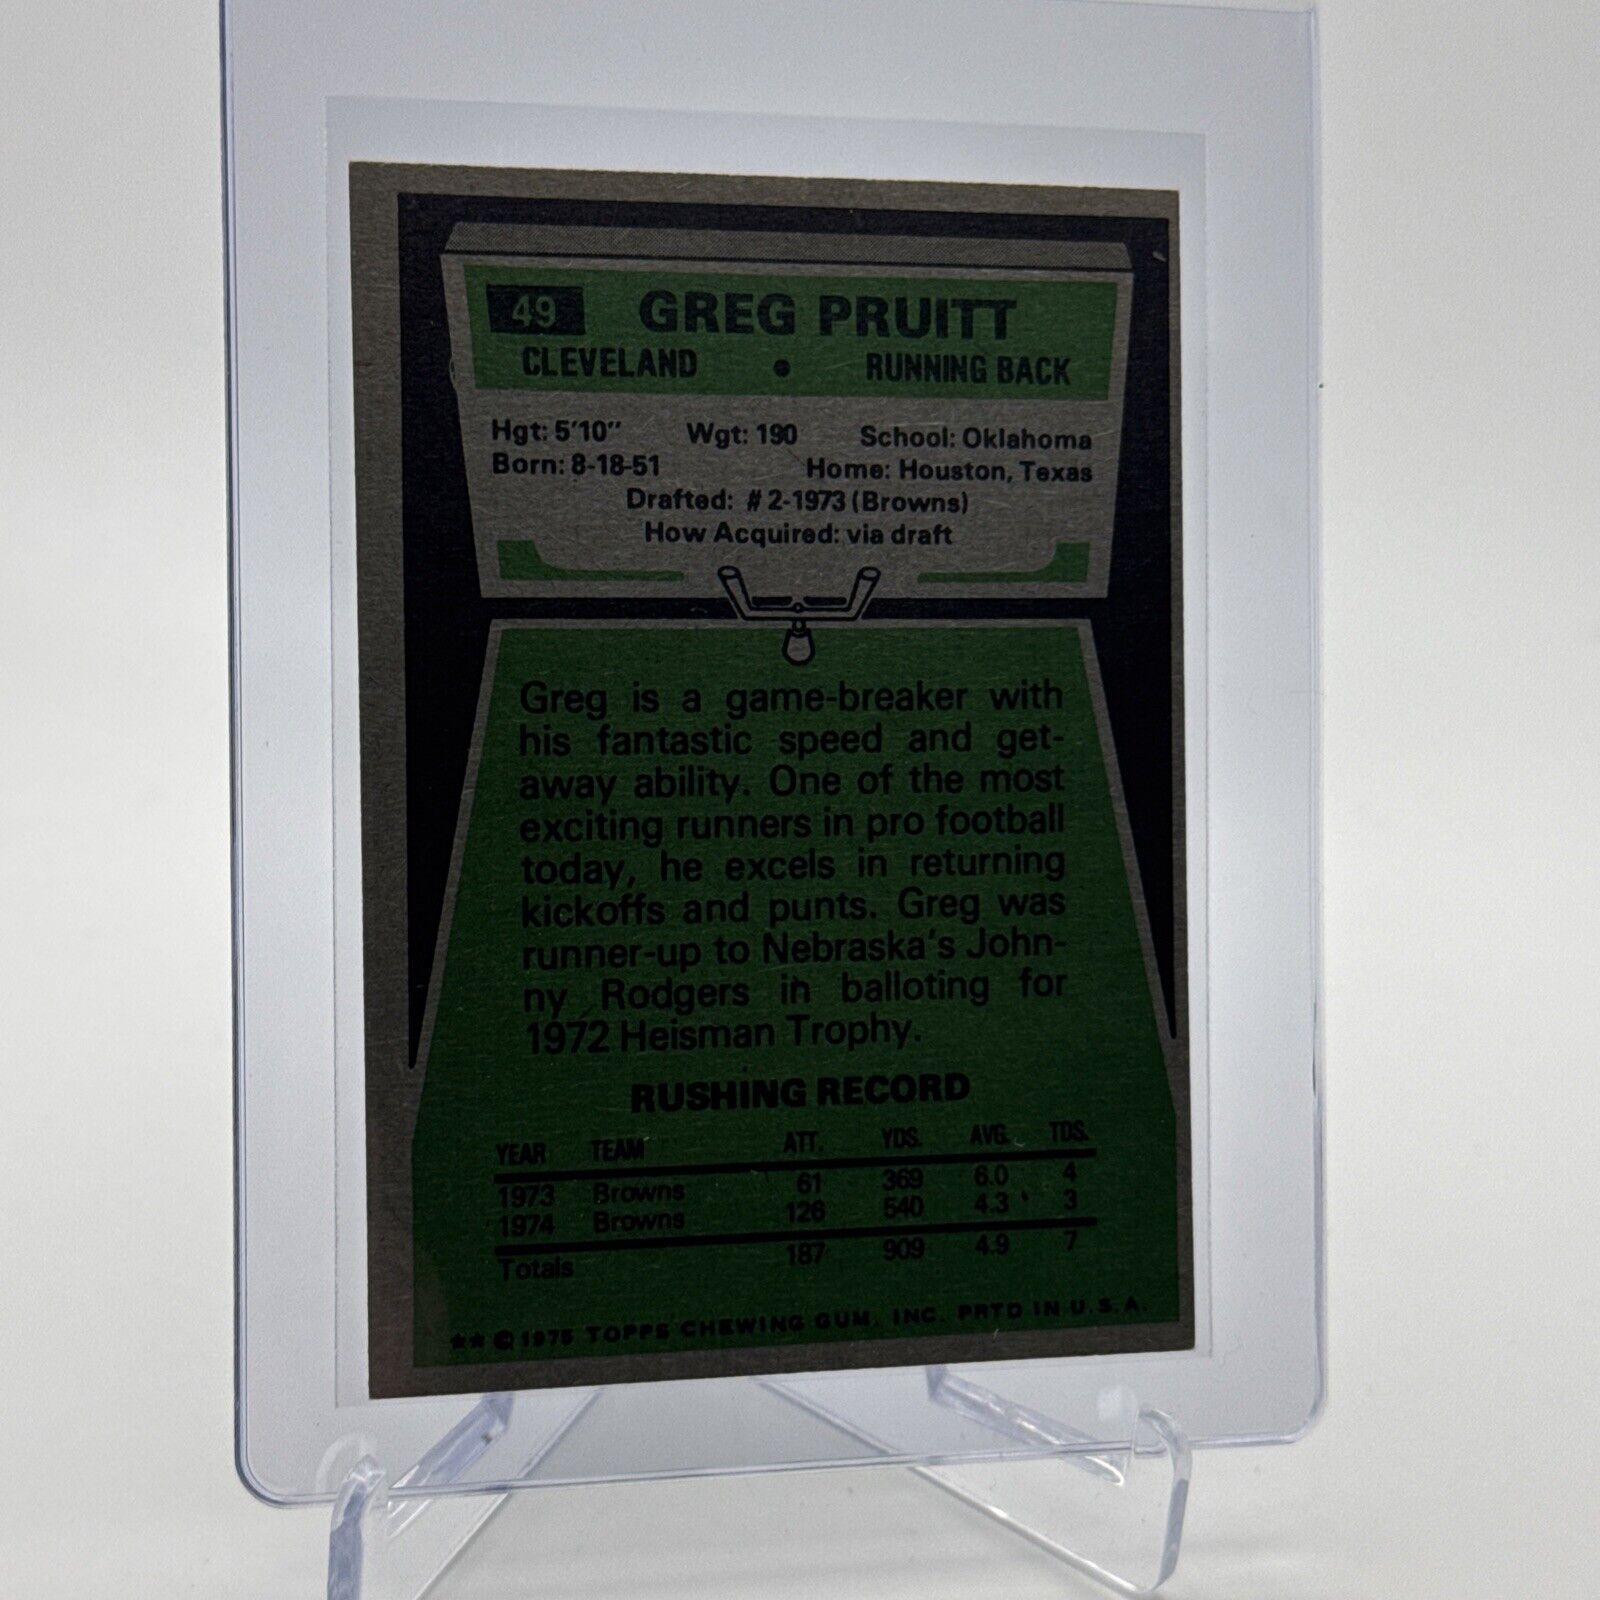 49 GREG PRUITT
CLEVELAND • RUNNING BACK
Hgt: 5'10" Wgt: 190 School: Oklahoma
Born: 8-18-51 Home: Houston, Texas
Drafted: #2-1973 (Browns)
How Acquired: via draft
Greg is a game-breaker with
his fantastic speed and get-
away ability. One of the most
exciting runners in pro football
today, he excels in returning
kickoffs and punts. Greg was
runner-up to Nebraska's John-
ny Rodgers in balloting for
1972 Heisman Trophy.
RUSHING RECORD
YEAR TEAM ATT. YDS. AVG. TDS.
1973 Browns 61 369 6.0 4
1974 Browns 126 540 4.3 3
Totals 187 909 4.9 7
★★ © 1975 TOPPS CHEWING GUM, INC. PRTD IN U.S.A.